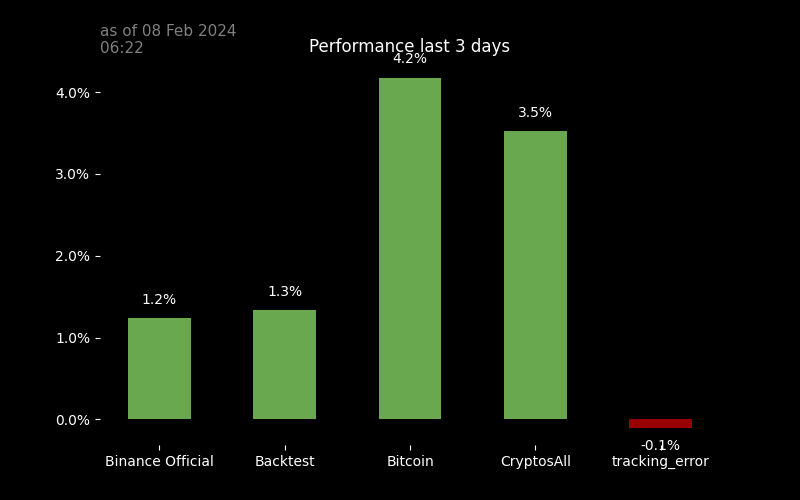 as of 08 Feb 2024
06:22
Performance last 3 days
4.2%
4.0%
3.5%
3.0%
2.0%
1.3%
1.2%
1.0%
0.0%
-0.1%
Binance Official
Backtest
Bitcoin
CryptosAll
tracking_error